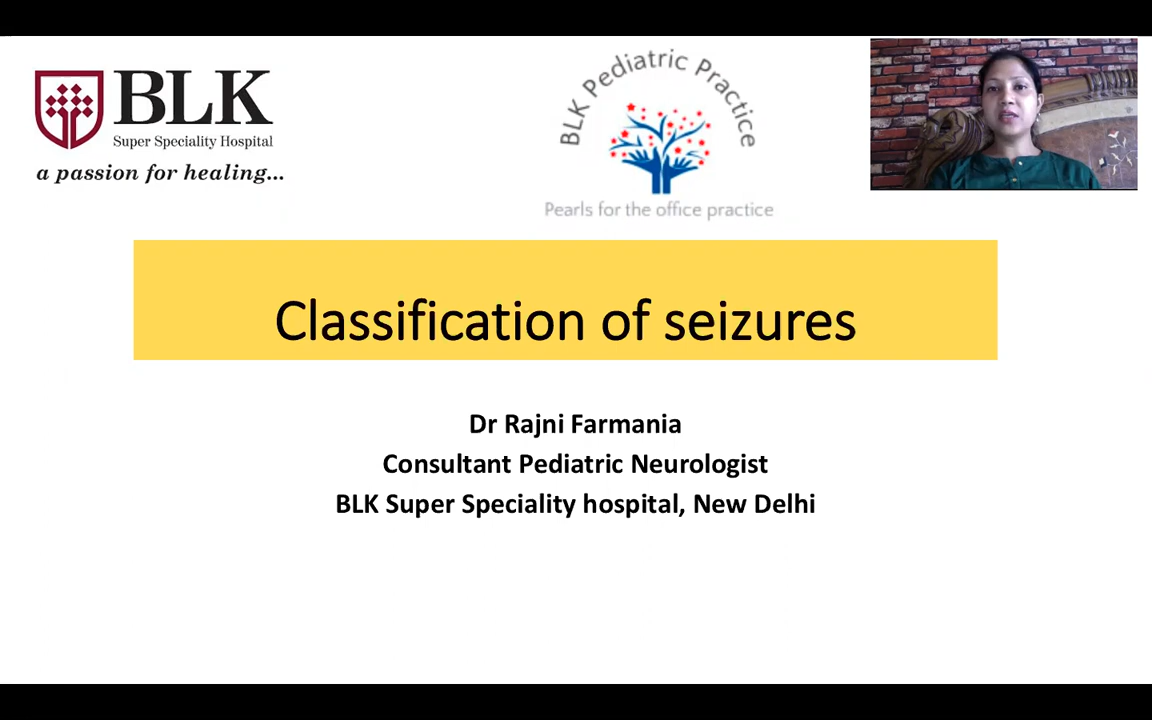 BLK
Super Speciality Hospital
a passion for healing...
BLK Pediatric Practice
Pearls for the office practice
Classification of seizures
Dr Rajni Farmania
Consultant Pediatric Neurologist
BLK Super Speciality hospital, New Delhi